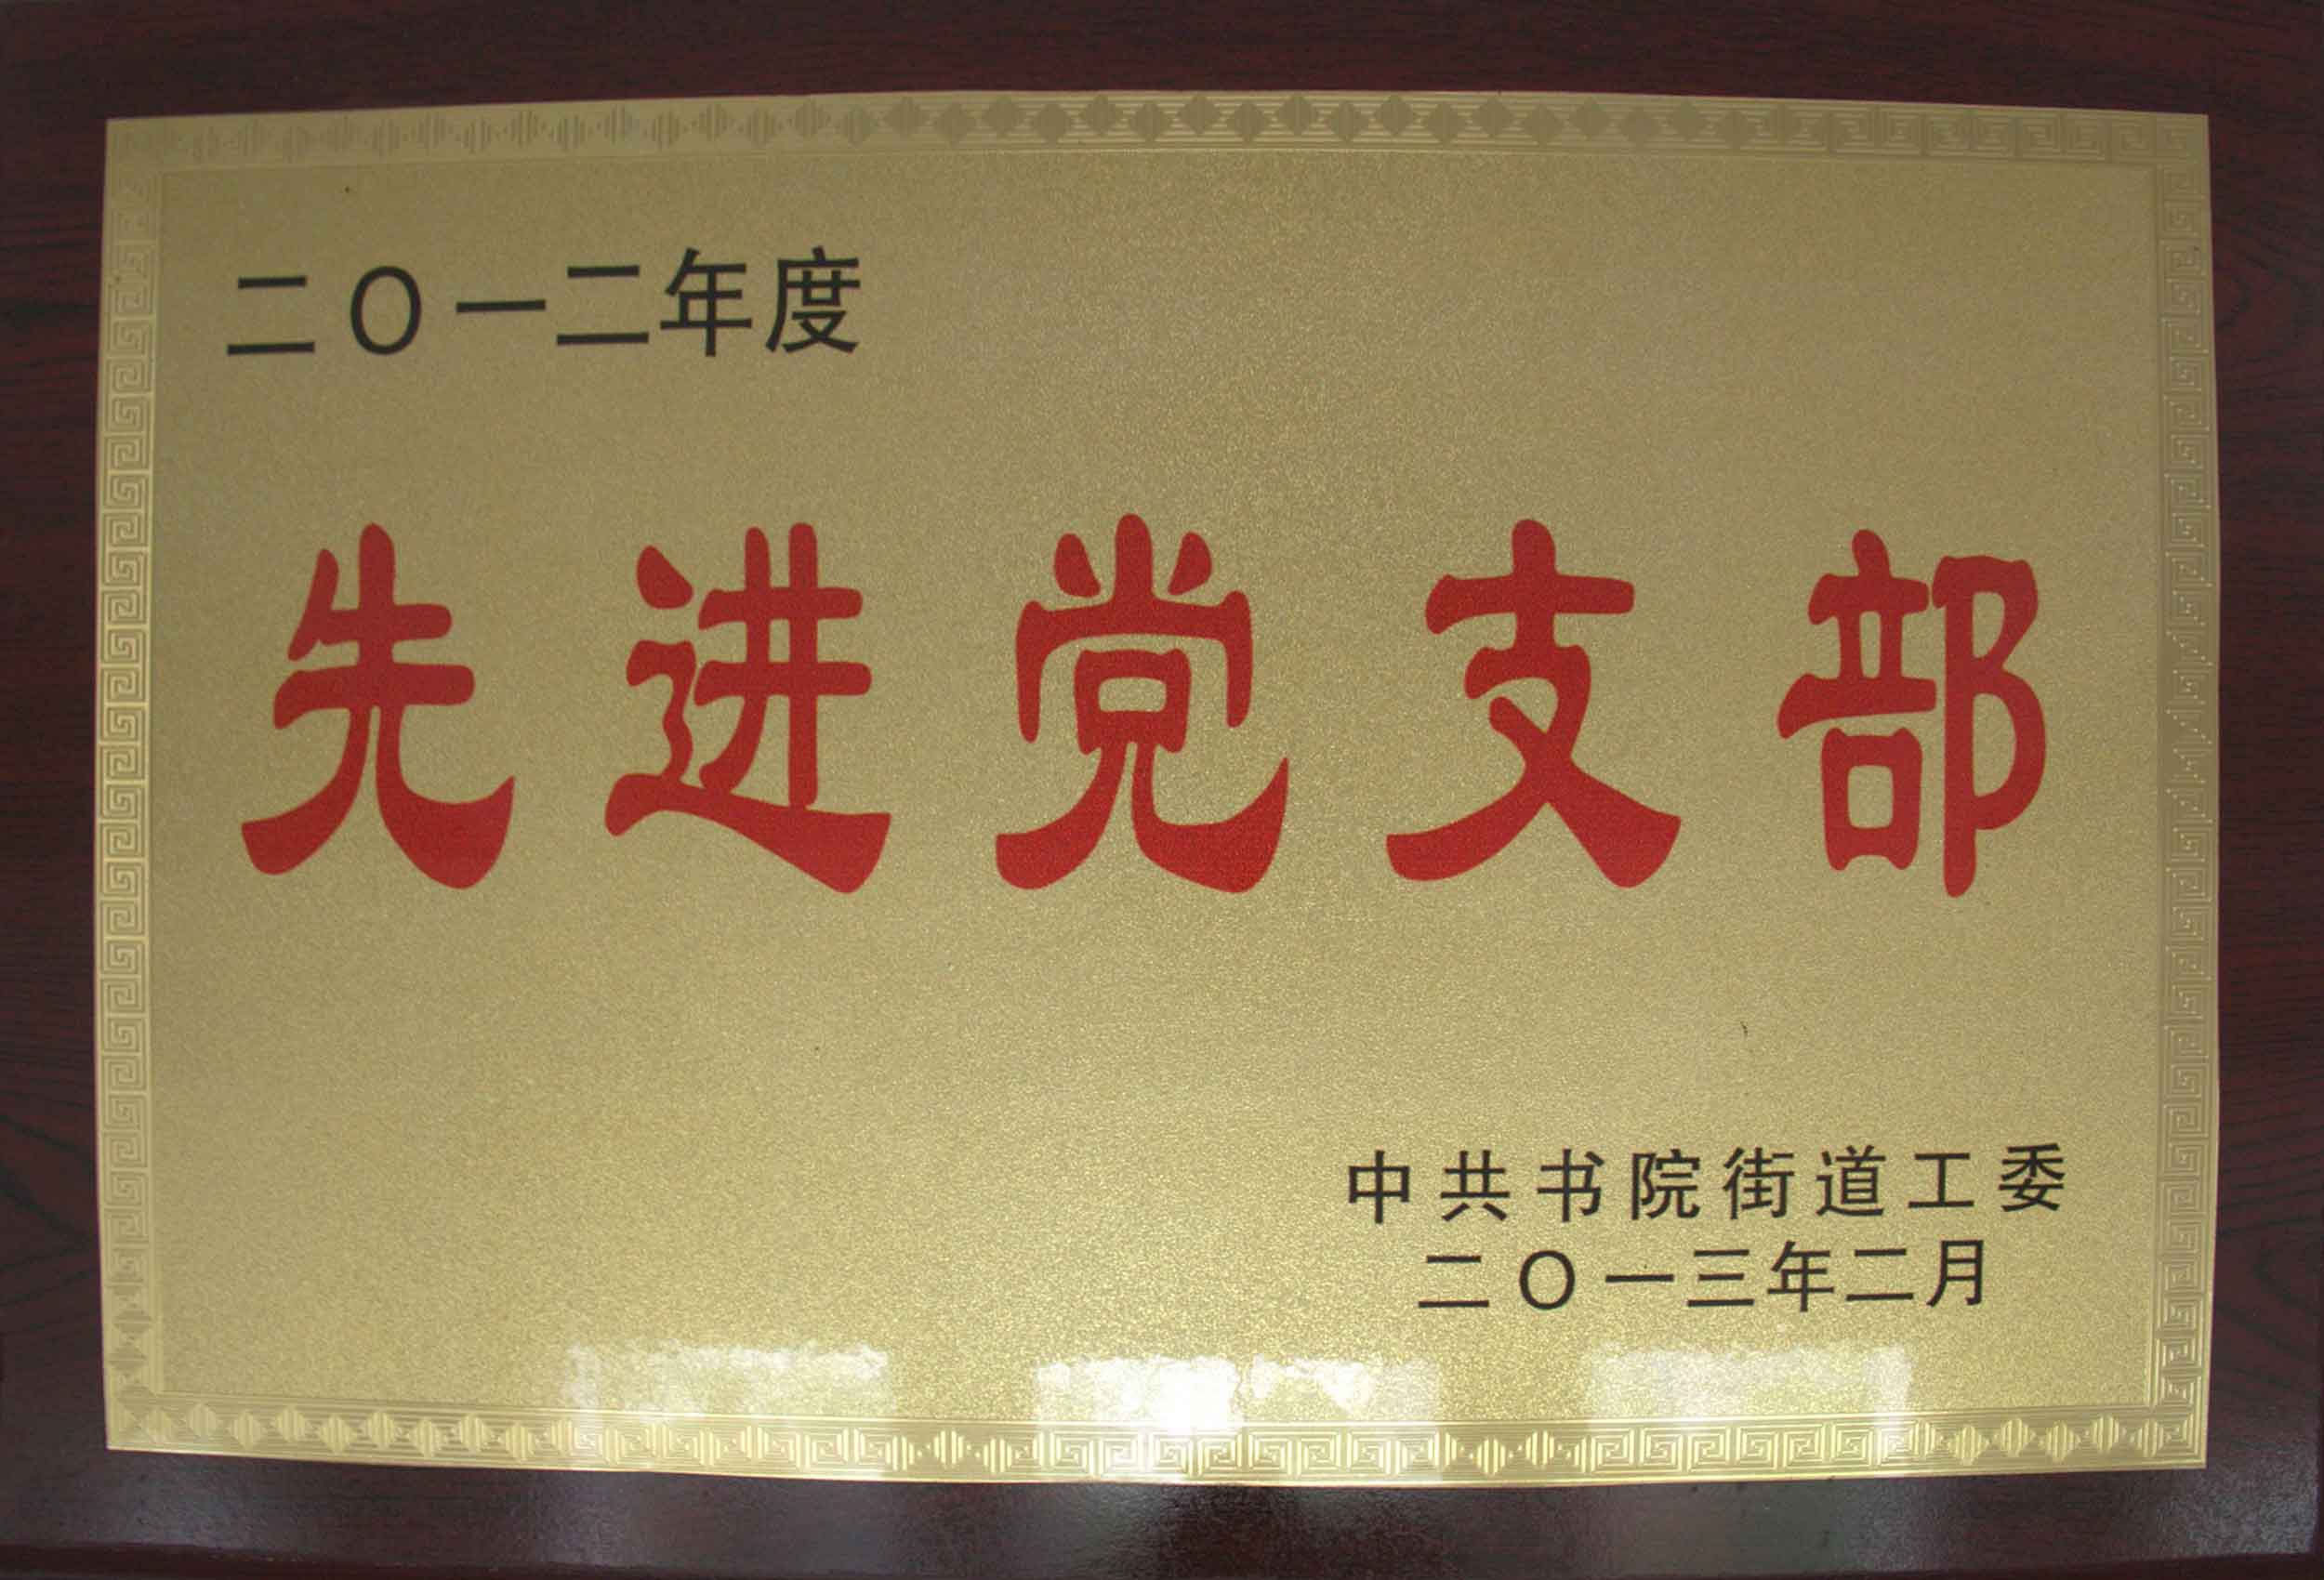 二〇一二年度
先进党支部
中共书院街道工委
二〇一三年二月